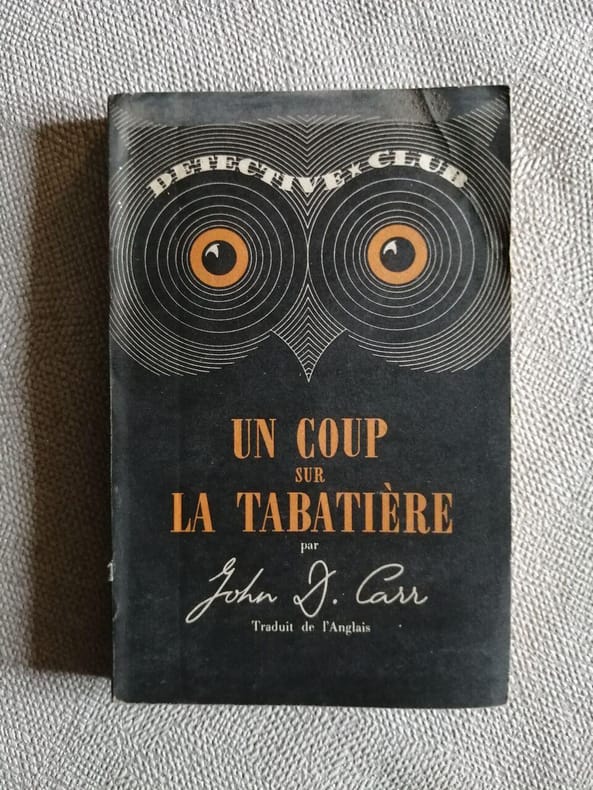 DETECTIVE★CLUB
UN COUP
SUR
LA TABATIÈRE
par
John D. Carr
Traduit de l'Anglais